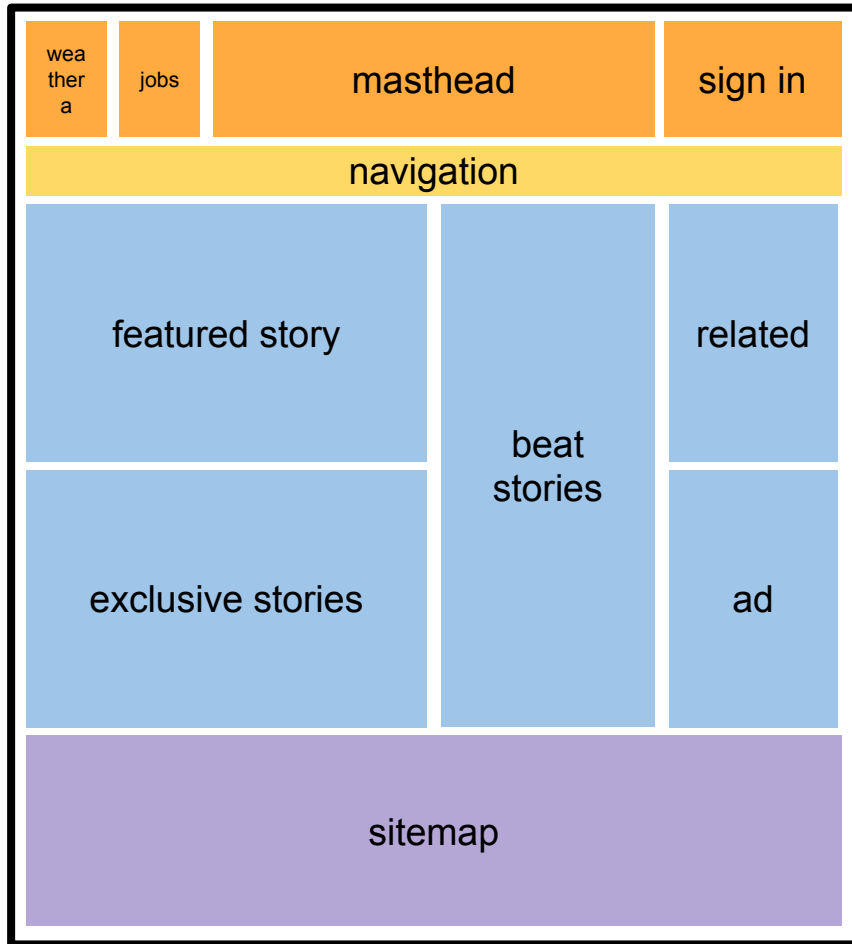 wea
ther
a
jobs
masthead
sign in
navigation
featured story
beat
stories
related
exclusive stories
ad
sitemap